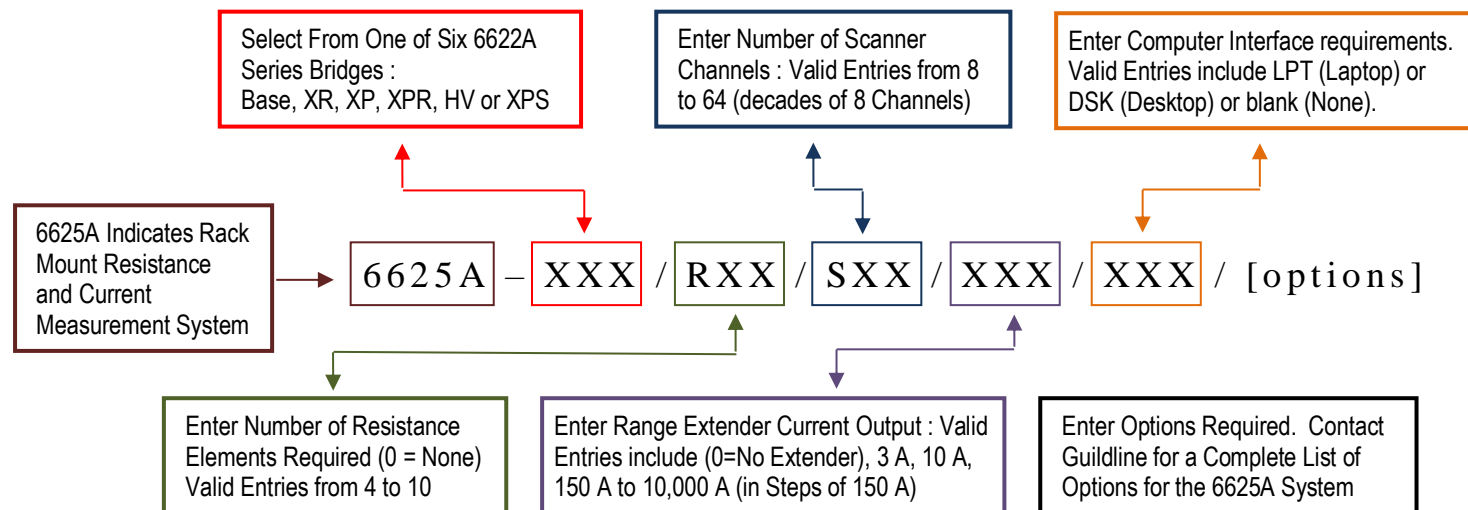 Select From One of Six 6622A
Series Bridges :
Base, XR, XP, XPR, HV or XPS
Enter Number of Scanner
Channels : Valid Entries from 8
to 64 (decades of 8 Channels)
Enter Computer Interface requirements.
Valid Entries include LPT (Laptop) or
DSK (Desktop) or blank (None).
6625A Indicates Rack
Mount Resistance
and Current
Measurement System
6625A – XXX / RXX / SXX / XXX / XXX / [options]
Enter Number of Resistance
Elements Required (0 = None)
Valid Entries from 4 to 10
Enter Range Extender Current Output : Valid
Entries include (0=No Extender), 3 A, 10 A,
150 A to 10,000 A (in Steps of 150 A)
Enter Options Required.  Contact
Guildline for a Complete List of
Options for the 6625A System